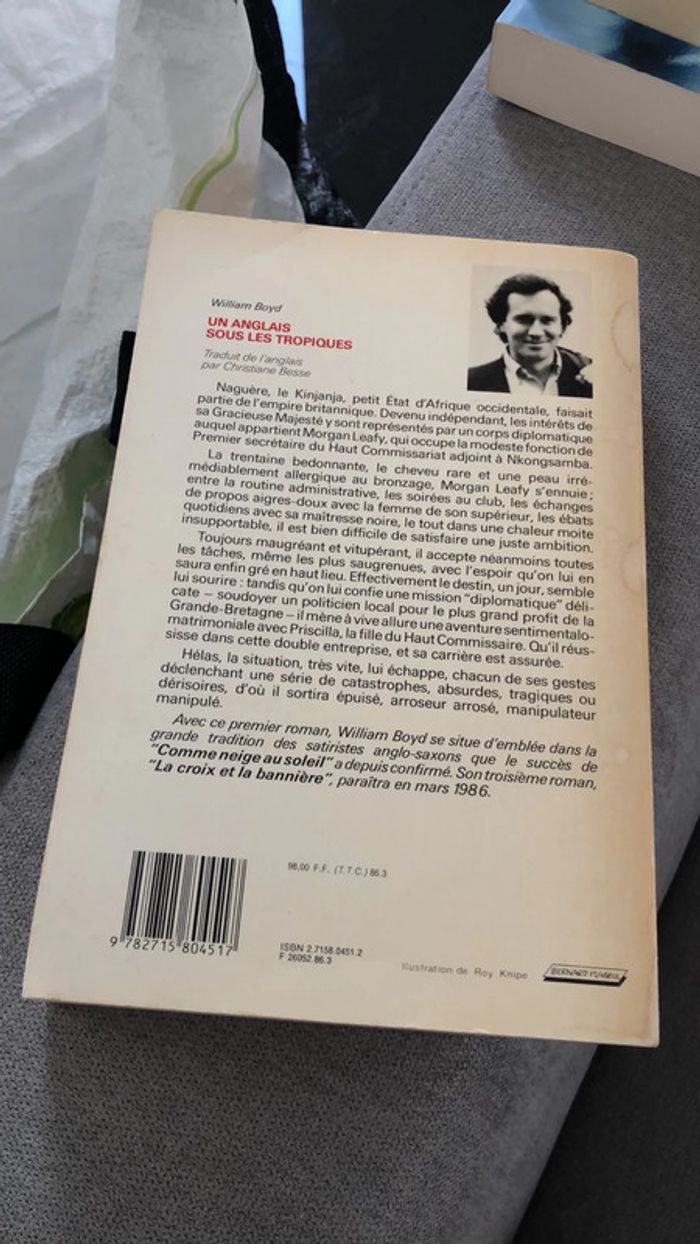 William Boyd
UN ANGLAIS
SOUS LES TROPIQUES
Traduit de l'anglais
par Christiane Besse
Naguère, le Kinjanja, petit État d'Afrique occidentale, faisait
partie de l'empire britannique. Devenu indépendant, les intérêts de
sa Gracieuse Majesté y sont représentés par un corps diplomatique
auquel appartient Morgan Leafy, qui occupe la modeste fonction de
Premier secrétaire du Haut Commissariat adjoint à Nkongsamba.
La trentaine bedonnante, le cheveu rare et une peau irré-
médiablement allergique au bronzage, Morgan Leafy s'ennuie ;
entre la routine administrative, les soirées au club, les échanges
de propos aigres-doux avec la femme de son supérieur, les ébats
quotidiens avec sa maîtresse noire, le tout dans une chaleur moite
insupportable, il est bien difficile de satisfaire une juste ambition.
Toujours maugréant et vitupérant, il accepte néanmoins toutes
les tâches, même les plus saugrenues, avec l'espoir qu'on lui en
saura enfin gré en haut lieu. Effectivement le destin, un jour, semble
lui sourire : tandis qu'on lui confie une mission "diplomatique" déli-
cate — soudoyer un politicien local pour le plus grand profit de la
Grande-Bretagne — il mène à vive allure une aventure sentimentalo-
matrimoniale avec Priscilla, la fille du Haut Commissaire. Qu'il réus-
sisse dans cette double entreprise, et sa carrière est assurée.
Hélas, la situation, très vite, lui échappe, chacun de ses gestes
déclenchant une série de catastrophes, absurdes, tragiques ou
dérisoires, d'où il sortira épuisé, arroseur arrosé, manipulateur
manipulé.
Avec ce premier roman, William Boyd se situe d'emblée dans la
grande tradition des satiristes anglo-saxons que le succès de
"Comme neige au soleil" a depuis confirmé. Son troisième roman,
"La croix et la bannière", paraîtra en mars 1986.
98,00 F.F. (T.T.C.) 86.3
9 782715 804517
ISBN 2.7158.0451.2
F 26052.86.3
Illustration de Roy Knipe